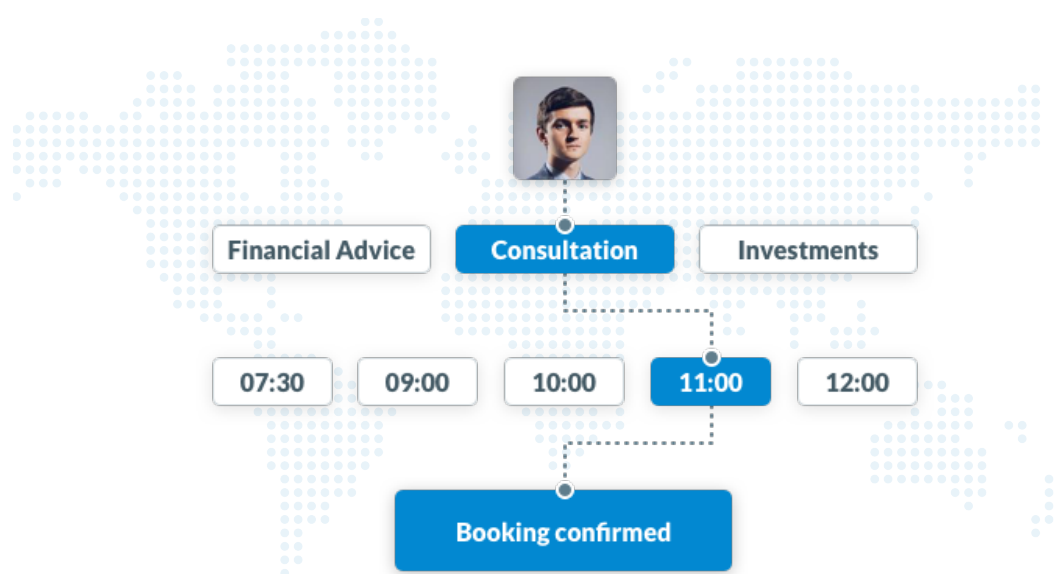 Financial Advice
Consultation
Investments
07:30
09:00
10:00
11:00
12:00
Booking confirmed